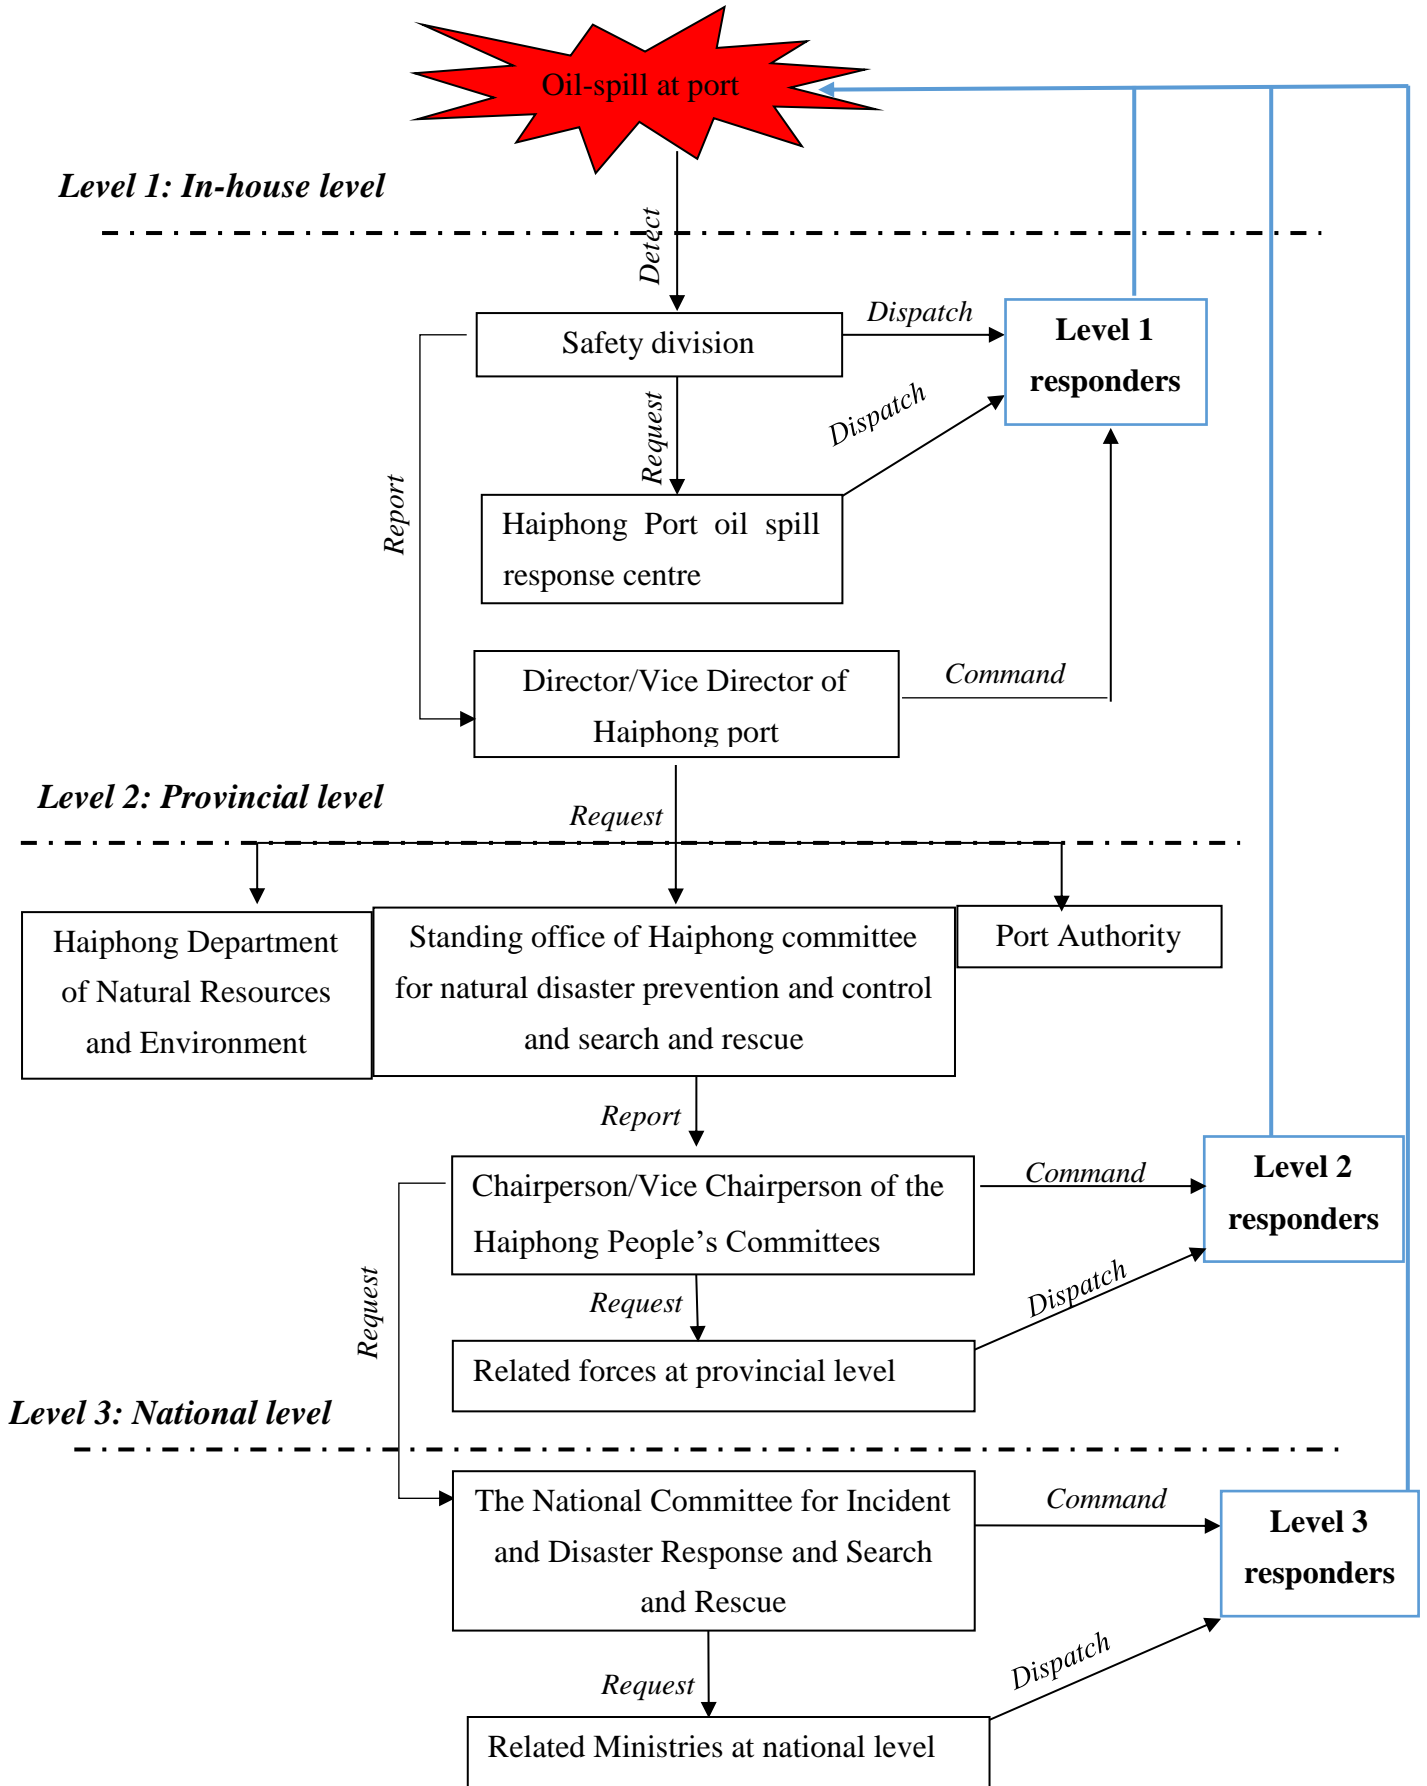 Oil-spill at port
Level 1: In-house level
Detect
Safety division
Dispatch
Level 1
responders
Request
Dispatch
Report
Haiphong Port oil spill
response centre
Director/Vice Director of
Haiphong port
Command
Level 2: Provincial level
Request
Haiphong Department
of Natural Resources
and Environment
Standing office of Haiphong committee
for natural disaster prevention and control
and search and rescue
Port Authority
Report
Chairperson/Vice Chairperson of the
Haiphong People’s Committees
Command
Level 2
responders
Request
Request
Dispatch
Related forces at provincial level
Level 3: National level
The National Committee for Incident
and Disaster Response and Search
and Rescue
Command
Level 3
responders
Request
Dispatch
Related Ministries at national level